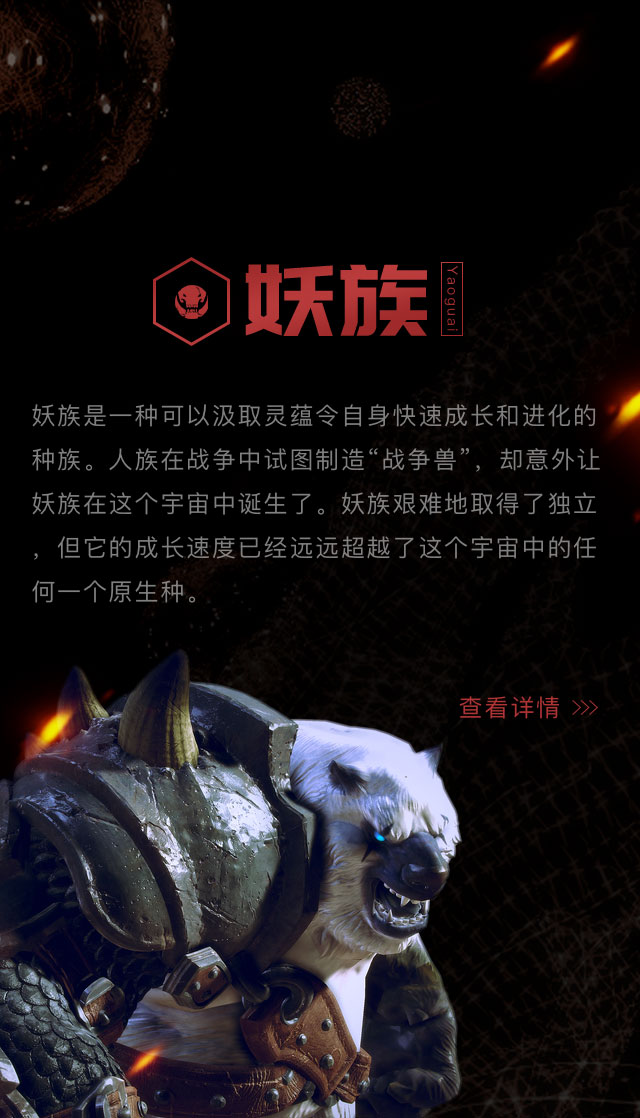 妖族
Yaoguai
妖族是一种可以汲取灵蕴令自身快速成长和进化的
种族。人族在战争中试图制造“战争兽”，却意外让
妖族在这个宇宙中诞生了。妖族艰难地取得了独立
，但它的成长速度已经远远超越了这个宇宙中的任
何一个原生种。
查看详情